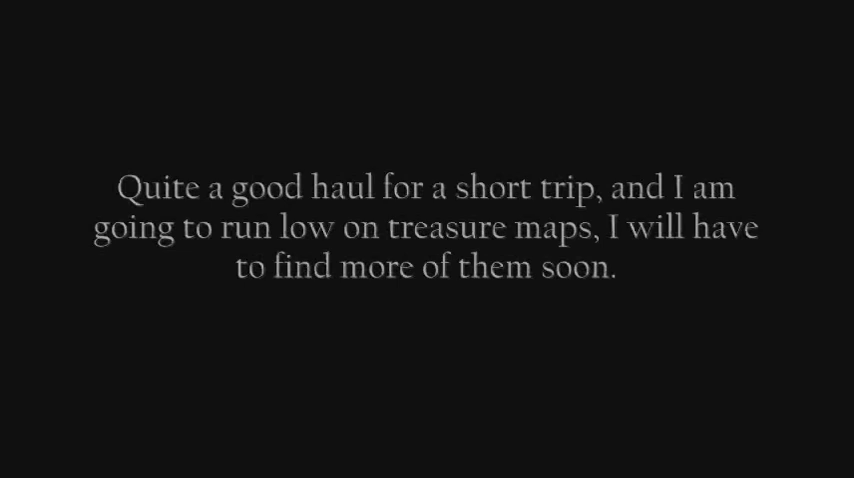 Quite a good haul for a short trip, and I am
going to run low on treasure maps, I will have
to find more of them soon.